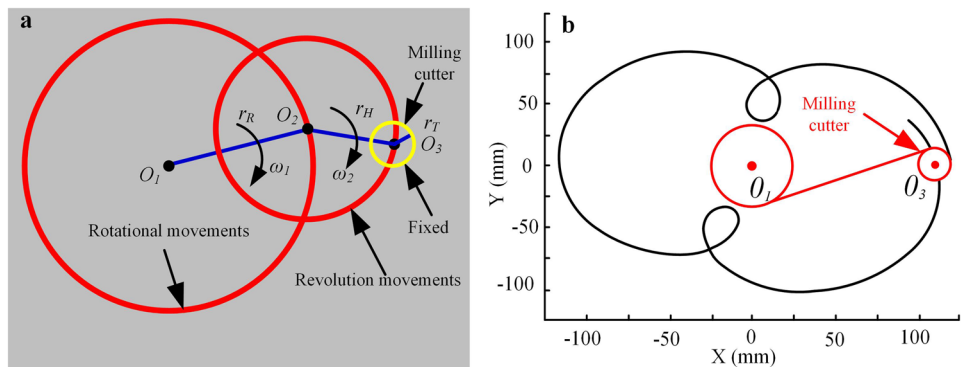 a
Milling
cutter
r_R
O_2
r_H
r_T
O_3
O_1
ω_1
ω_2
Fixed
Rotational movements
Revolution movements
b
100
50
0
-50
-100
Y (mm)
Milling
cutter
0_1
0_3
-100
-50
0
50
100
X (mm)